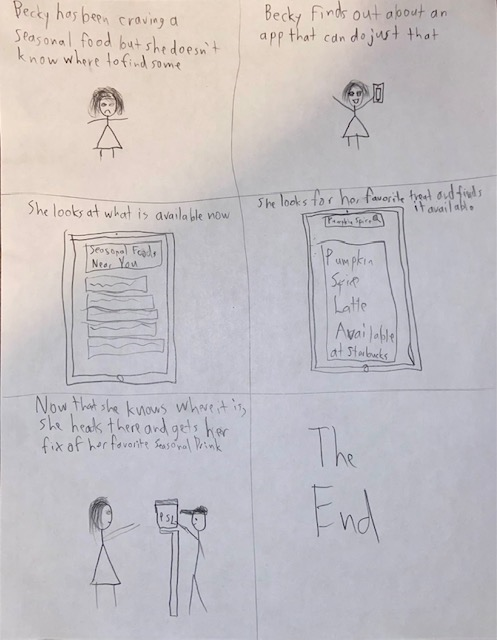 Becky has been craving a
seasonal food but she doesn't
know where to find some
Becky finds out about an
app that can do just that
She looks at what is available now
Seasonal Foods
Near You
She looks for her favorite treat and finds
it available.
Pumpkin Spice
Pumpkin
Spice
Latte
Available
at Starbucks
Now that she knows where it is,
she heads there and gets her
fix of her favorite Seasonal Drink
PSL
The
End